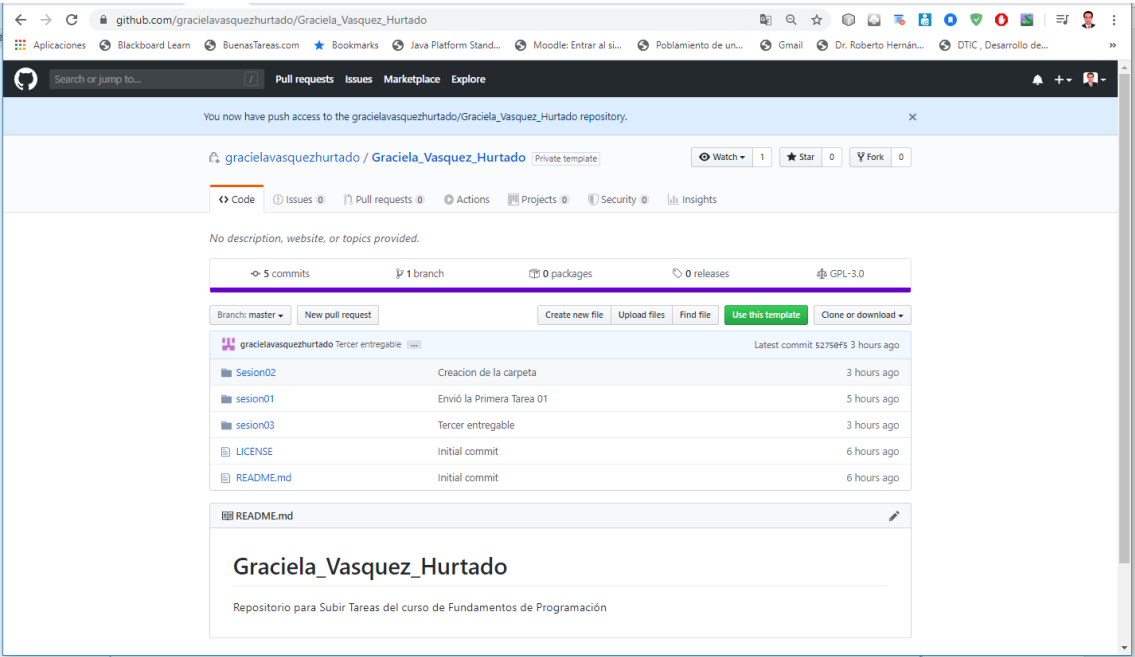 github.com/gracielavasquezhurtado/Graciela_Vasquez_Hurtado
Aplicaciones Blackboard Learn BuenasTareas.com Bookmarks Java Platform Stand... Moodle: Entrar al si... Poblamiento de un... Gmail Dr. Roberto Hernán... DTIC , Desarrollo de... »
Search or jump to... / Pull requests Issues Marketplace Explore
You now have push access to the gracielavasquezhurtado/Graciela_Vasquez_Hurtado repository.
gracielavasquezhurtado / Graciela_Vasquez_Hurtado Private template Watch 1 Star 0 Fork 0
Code Issues 0 Pull requests 0 Actions Projects 0 Security 0 Insights
No description, website, or topics provided.
5 commits 1 branch 0 packages 0 releases GPL-3.0
Branch: master New pull request Create new file Upload files Find file Use this template Clone or download
gracielavasquezhurtado Tercer entregable ... Latest commit 52750f5 3 hours ago
Sesion02 Creacion de la carpeta 3 hours ago
sesion01 Envió la Primera Tarea 01 5 hours ago
sesion03 Tercer entregable 3 hours ago
LICENSE Initial commit 6 hours ago
README.md Initial commit 6 hours ago
README.md
Graciela_Vasquez_Hurtado
Repositorio para Subir Tareas del curso de Fundamentos de Programación